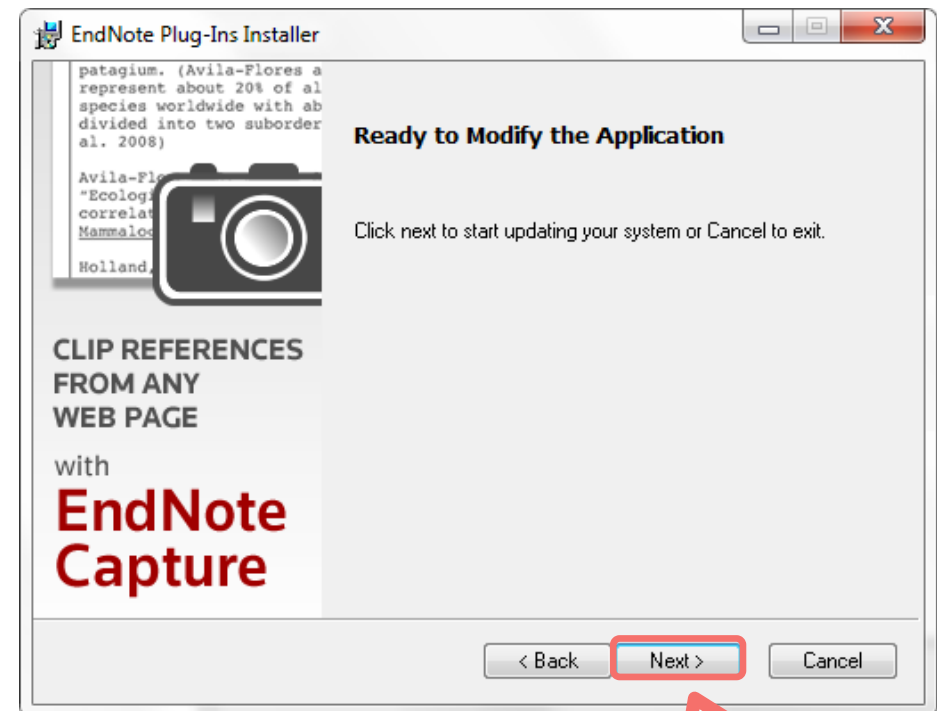 EndNote Plug-Ins Installer
patagium. (Avila-Flores a
represent about 20% of al
species worldwide with ab
divided into two suborder
al. 2008)
Avila-Flo
"Ecologi
correlat
Mammalog
Holland,
CLIP REFERENCES
FROM ANY
WEB PAGE
with
EndNote
Capture
Ready to Modify the Application
Click next to start updating your system or Cancel to exit.
< Back Next > Cancel